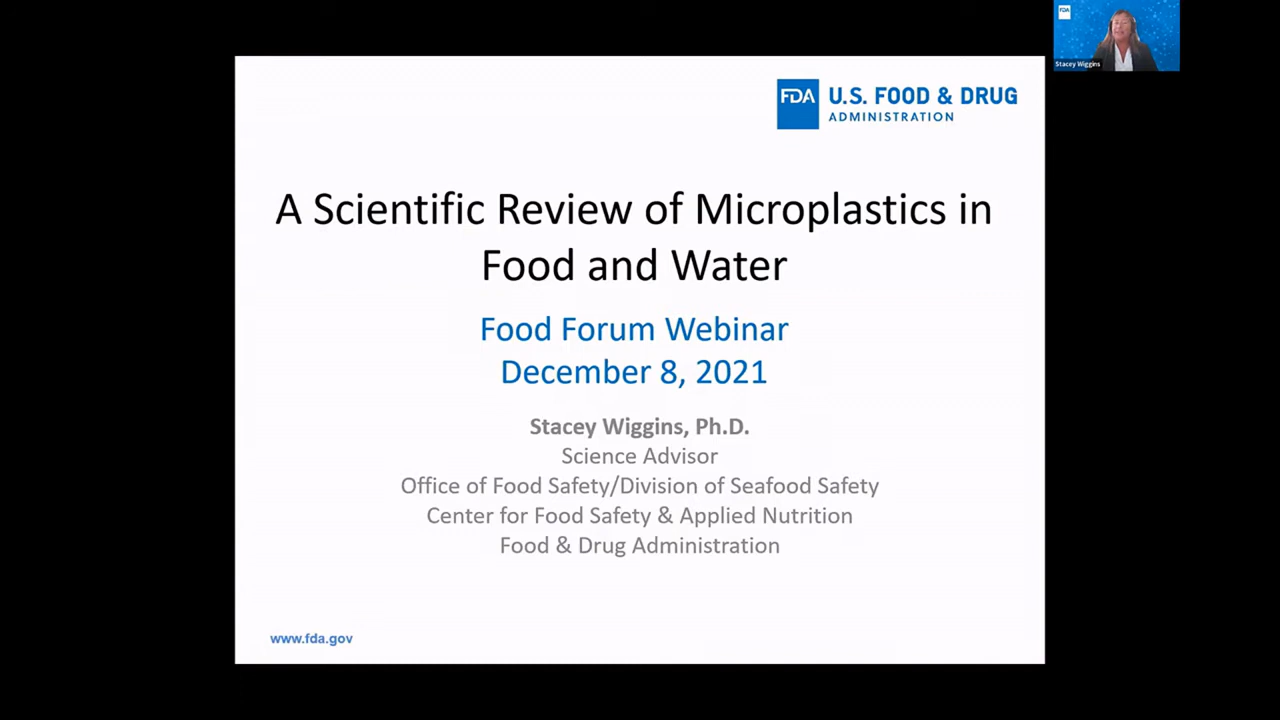 FDA
Stacey Wiggins
FDA U.S. FOOD & DRUG
ADMINISTRATION
A Scientific Review of Microplastics in
Food and Water
Food Forum Webinar
December 8, 2021
Stacey Wiggins, Ph.D.
Science Advisor
Office of Food Safety/Division of Seafood Safety
Center for Food Safety & Applied Nutrition
Food & Drug Administration
www.fda.gov